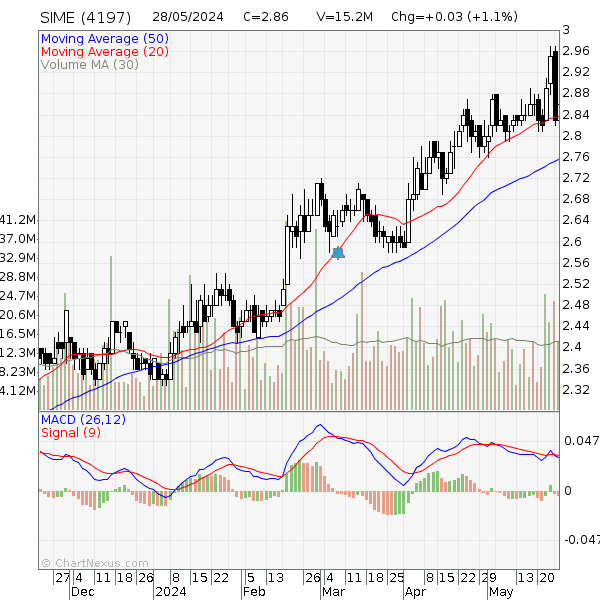 SIME (4197) 28/05/2024 C=2.86 V=15.2M Chg=+0.03 (+1.1%)
Moving Average (50)
Moving Average (20)
Volume MA (30)
3
2.96
2.92
2.88
2.84
2.8
2.76
2.72
2.68
2.64
2.6
2.56
2.52
2.48
2.44
2.4
2.36
2.32
41.2M
37.0M
32.9M
28.8M
24.7M
20.6M
16.5M
12.3M
8.23M
4.12M
MACD (26,12)
Signal (9)
0.047
0
-0.047
© ChartNexus.com
27 4 11 18 26 8 15 22 5 13 26 4 11 18 25 8 15 22 29 13 20
Dec 2024 Feb Mar Apr May